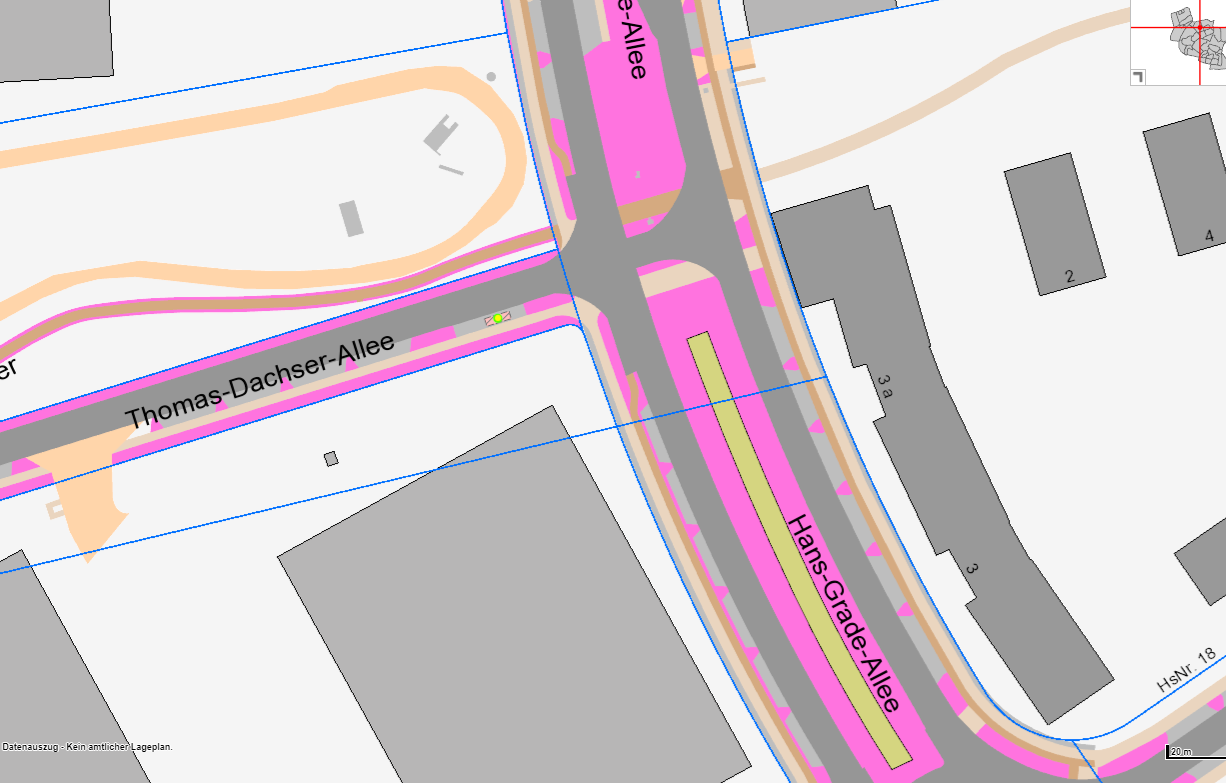 e-Allee
4
2
er
Thomas-Dachser-Allee
3 a
Hans-Grade-Allee
3
HsNr. 18
Datenauszug - Kein amtlicher Lageplan.
20 m